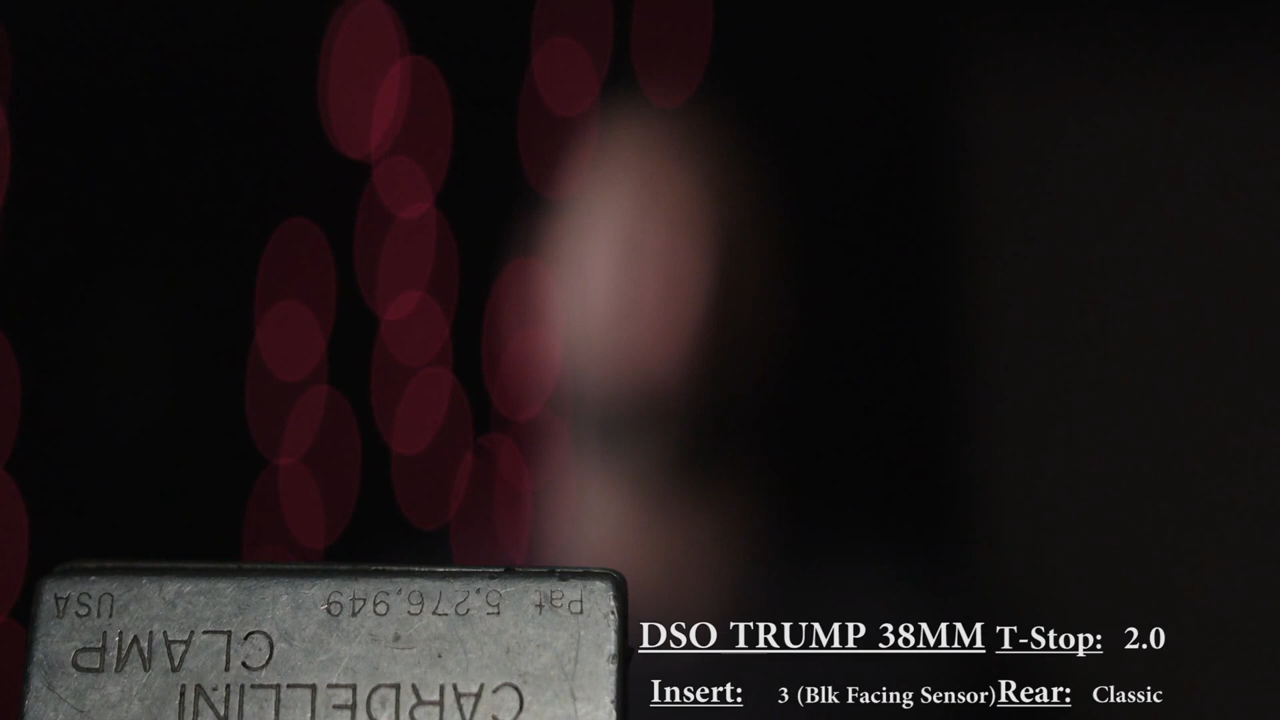 USA Pat 5,276,949
CLAMP
CARDELLINI
DSO TRUMP 38MM T-Stop: 2.0
Insert: 3 (Blk Facing Sensor) Rear: Classic